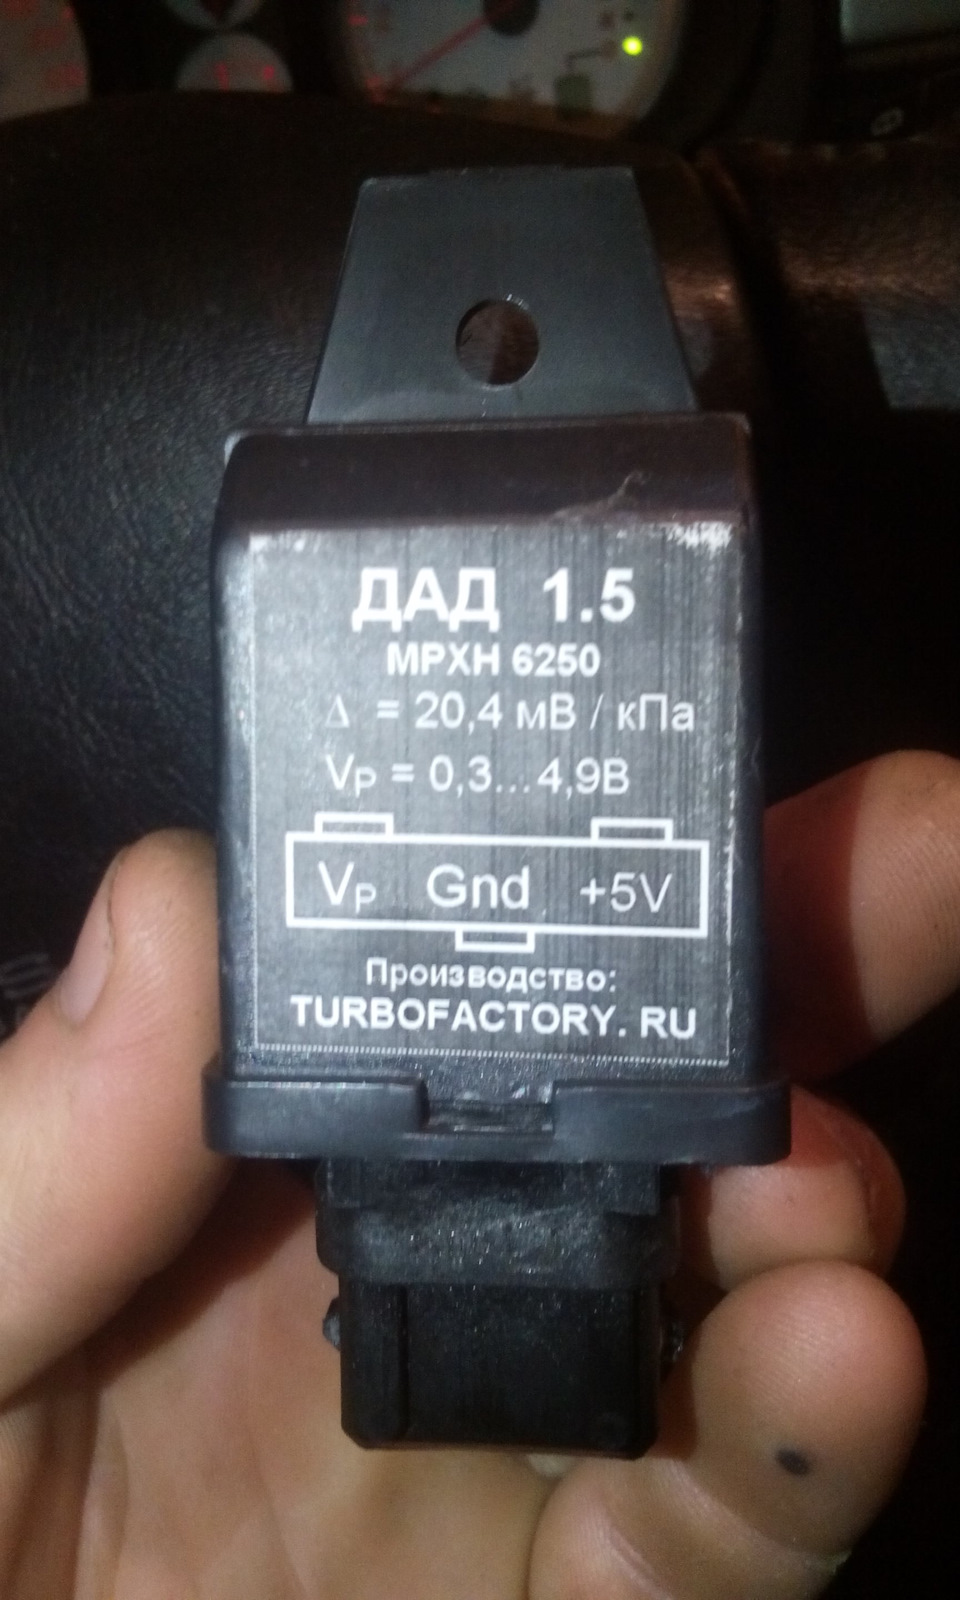 ДАД 1.5
МРХН 6250
Δ = 20,4 мВ / кПа
VP = 0,3... 4,9В
VP Gnd +5V
Производство:
TURBOFACTORY. RU